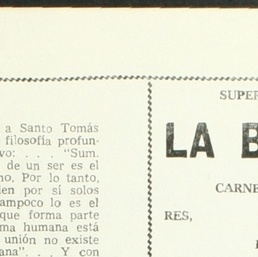 a Santo Tomás
filosofía profun-
vo: . . . "Sum.
de un ser es el
no. Por lo tanto,
den por sí solos
ampoco lo es el
que forma parte
ma humana está
unión no existe
ana". . . Y con
SUPER
LA B
CARNE
RES,